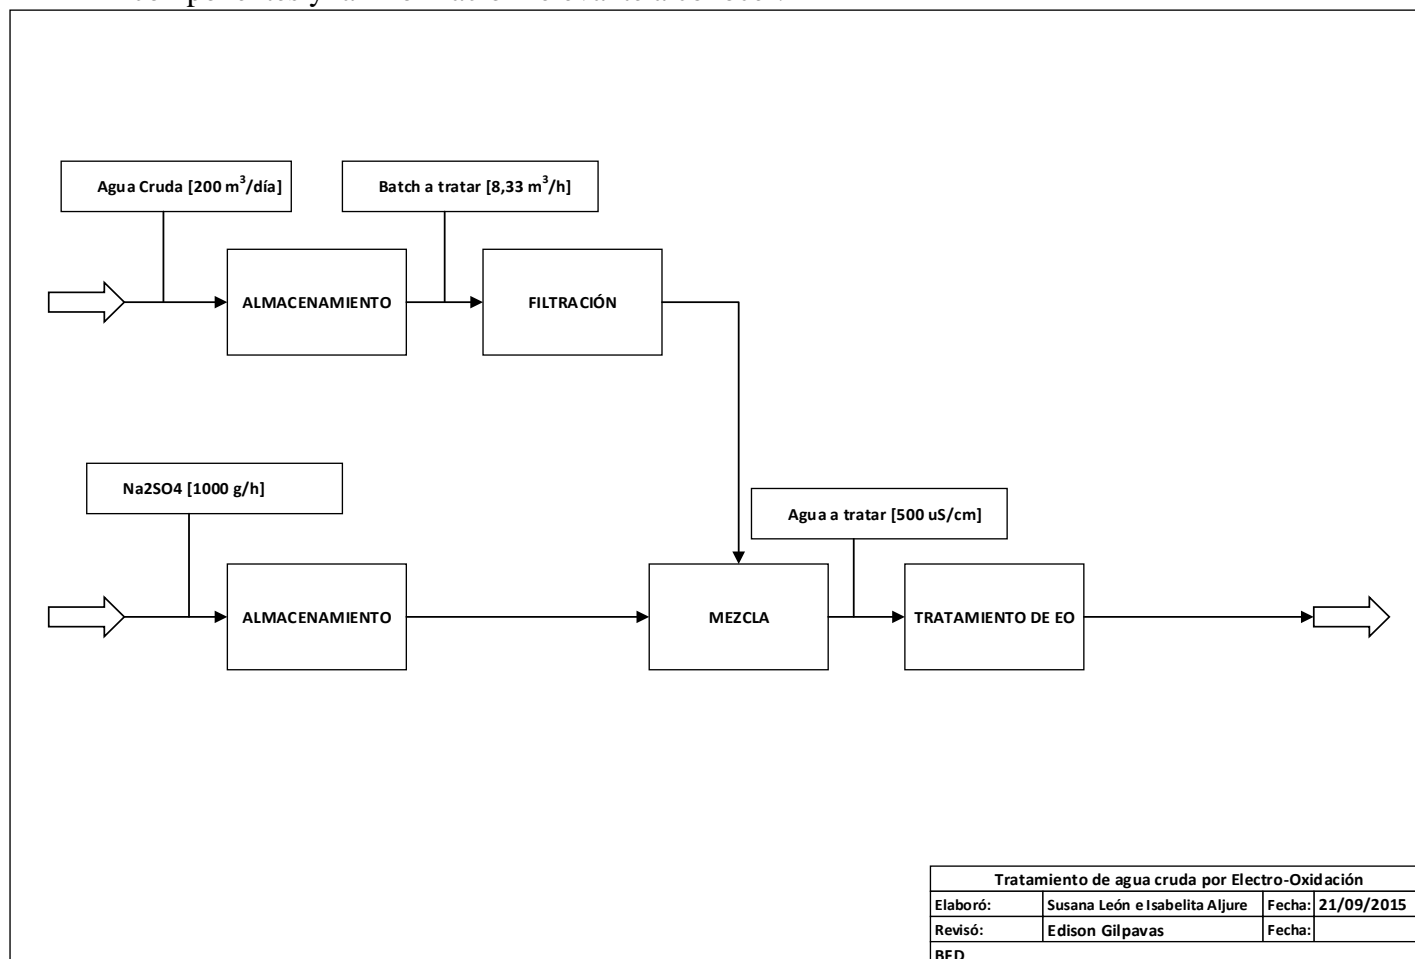 Agua Cruda [200 m³/día]
Batch a tratar [8,33 m³/h]
ALMACENAMIENTO
FILTRACIÓN
Na2SO4 [1000 g/h]
Agua a tratar [500 uS/cm]
ALMACENAMIENTO
MEZCLA
TRATAMIENTO DE EO
Tratamiento de agua cruda por Electro-Oxidación
Elaboró: Susana León e Isabelita Aljure Fecha: 21/09/2015
Revisó: Edison Gilpavas Fecha: